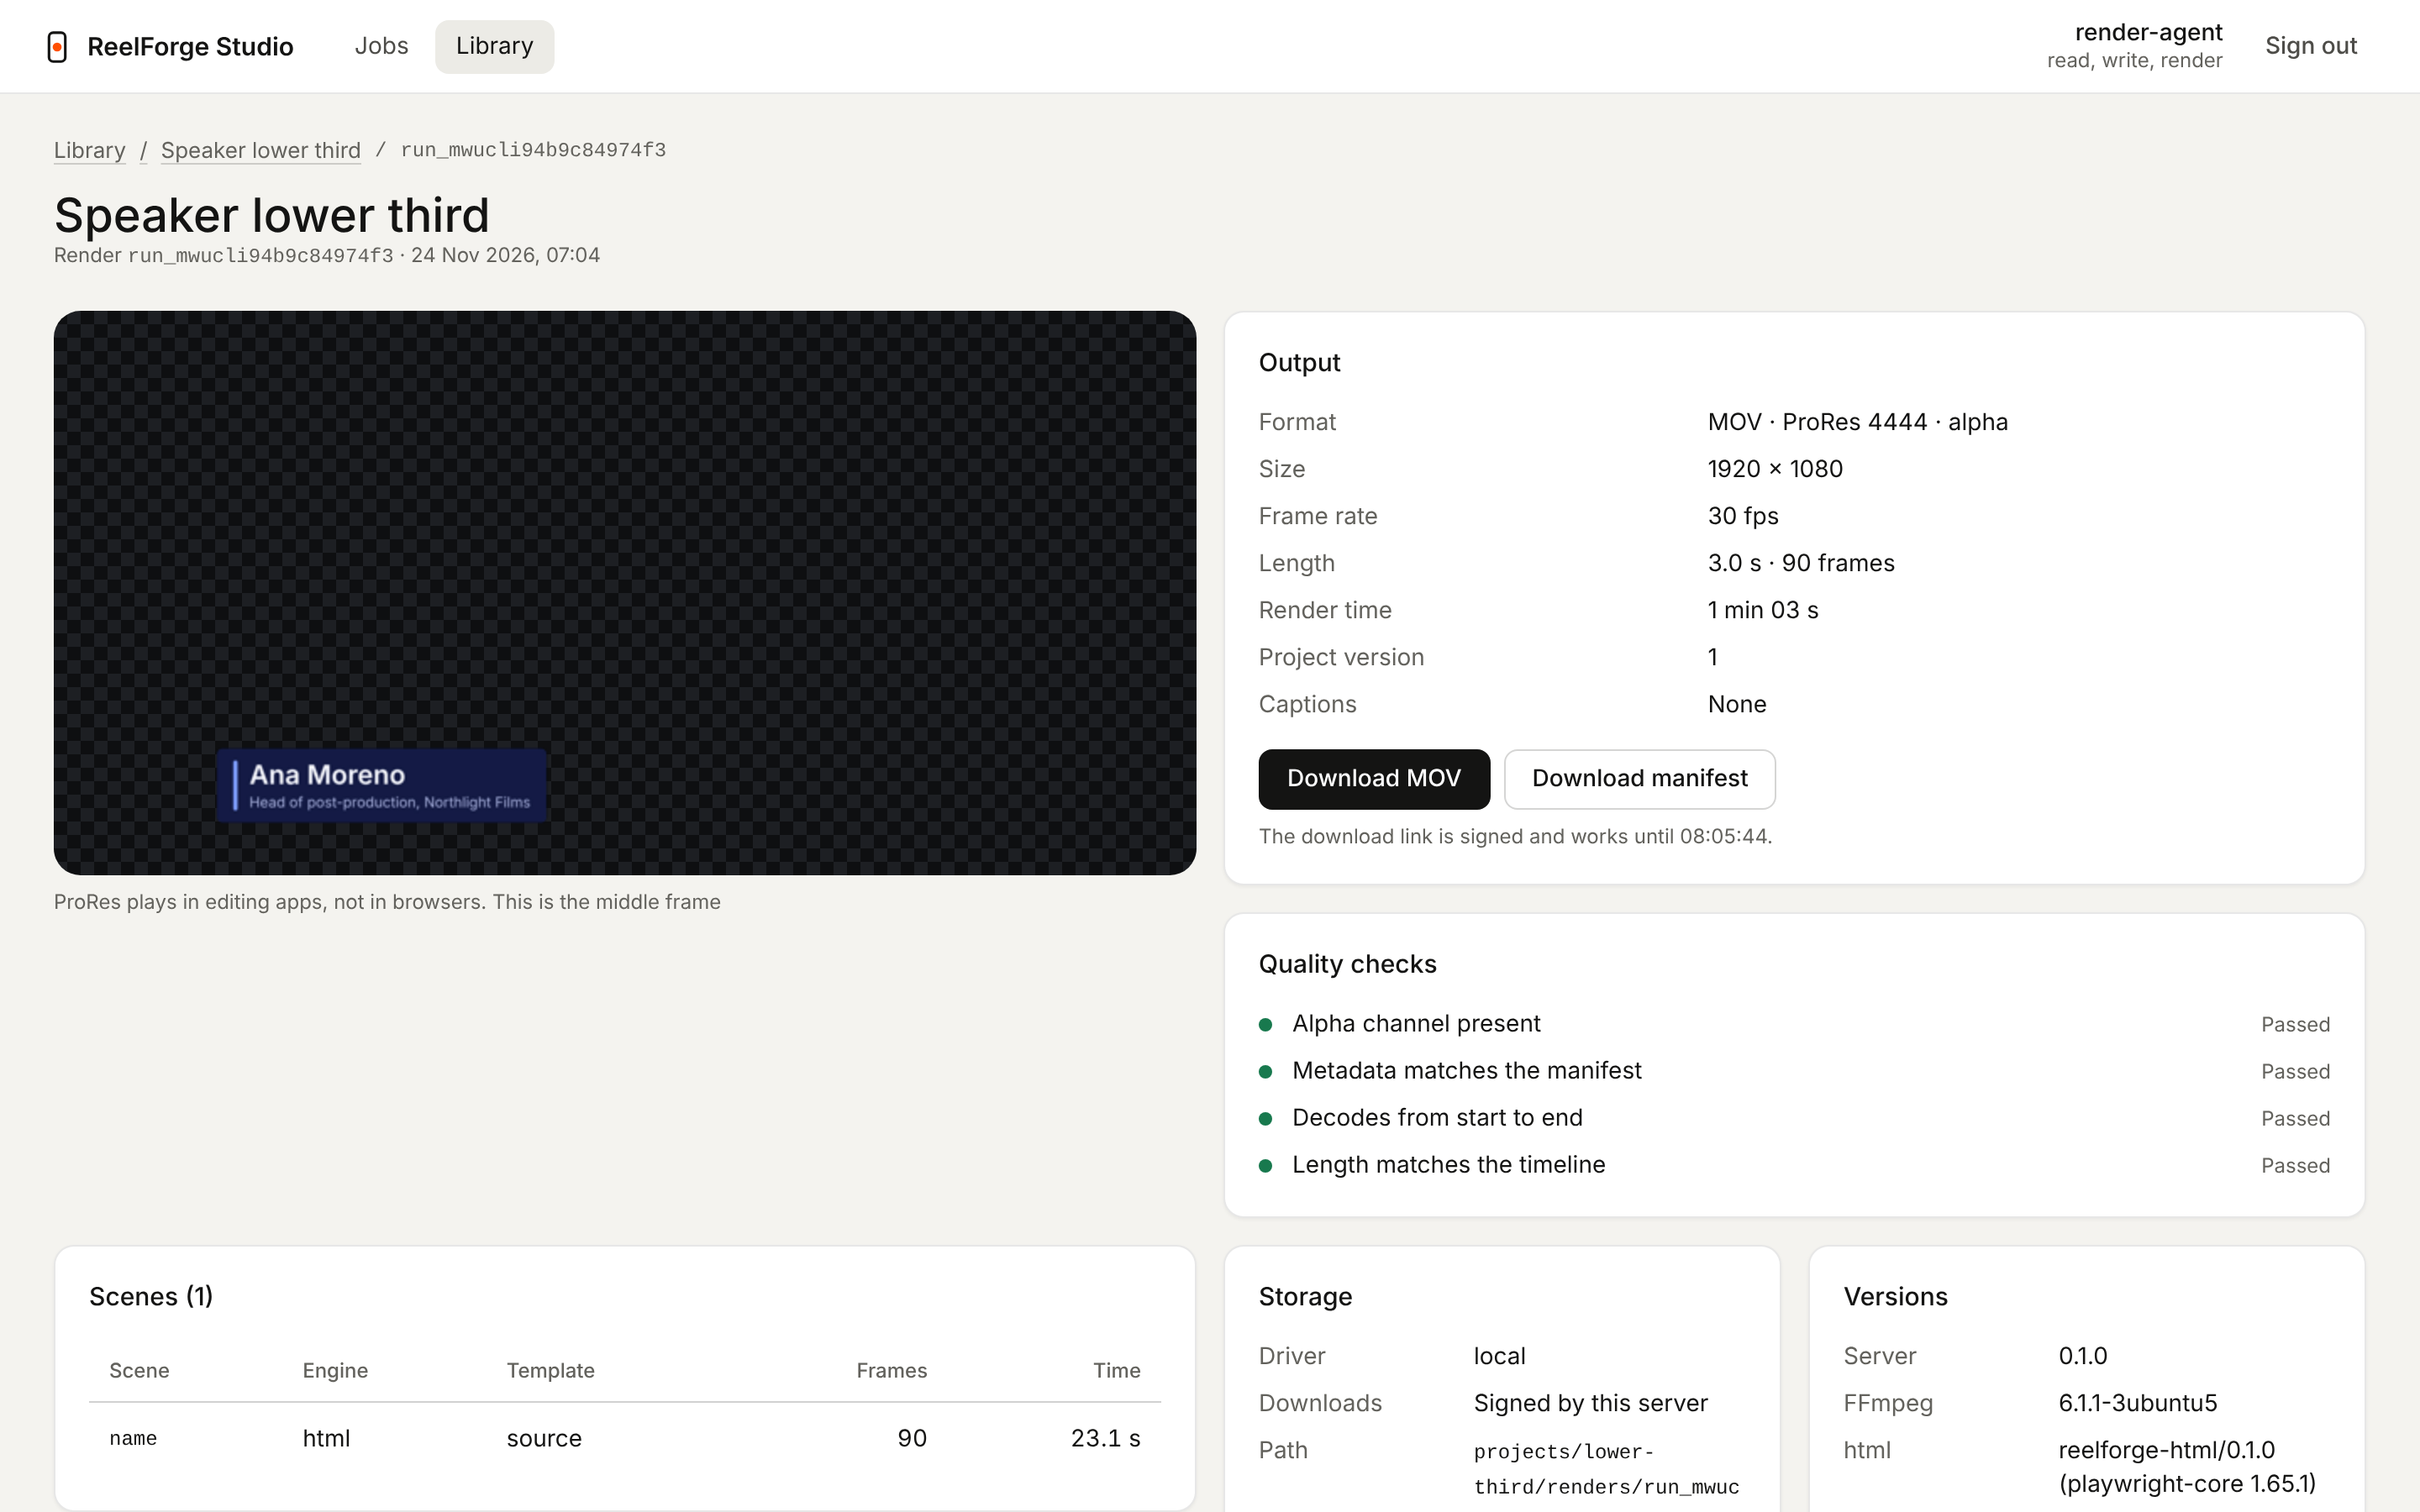 ReelForge Studio
Jobs
Library
render-agent
read, write, render
Sign out
Library / Speaker lower third / run_mwucli94b9c84974f3
Speaker lower third
Render run_mwucli94b9c84974f3 · 24 Nov 2026, 07:04
Ana Moreno
Head of post-production, Northlight Films
ProRes plays in editing apps, not in browsers. This is the middle frame
Output
Format MOV · ProRes 4444 · alpha
Size 1920 × 1080
Frame rate 30 fps
Length 3.0 s · 90 frames
Render time 1 min 03 s
Project version 1
Captions None
Download MOV
Download manifest
The download link is signed and works until 08:05:44.
Quality checks
Alpha channel present Passed
Metadata matches the manifest Passed
Decodes from start to end Passed
Length matches the timeline Passed
Scenes (1)
Scene Engine Template Frames Time
name html source 90 23.1 s
Storage
Driver local
Downloads Signed by this server
Path projects/lower-
third/renders/run_mwuc
Versions
Server 0.1.0
FFmpeg 6.1.1-3ubuntu5
html reelforge-html/0.1.0
(playwright-core 1.65.1)